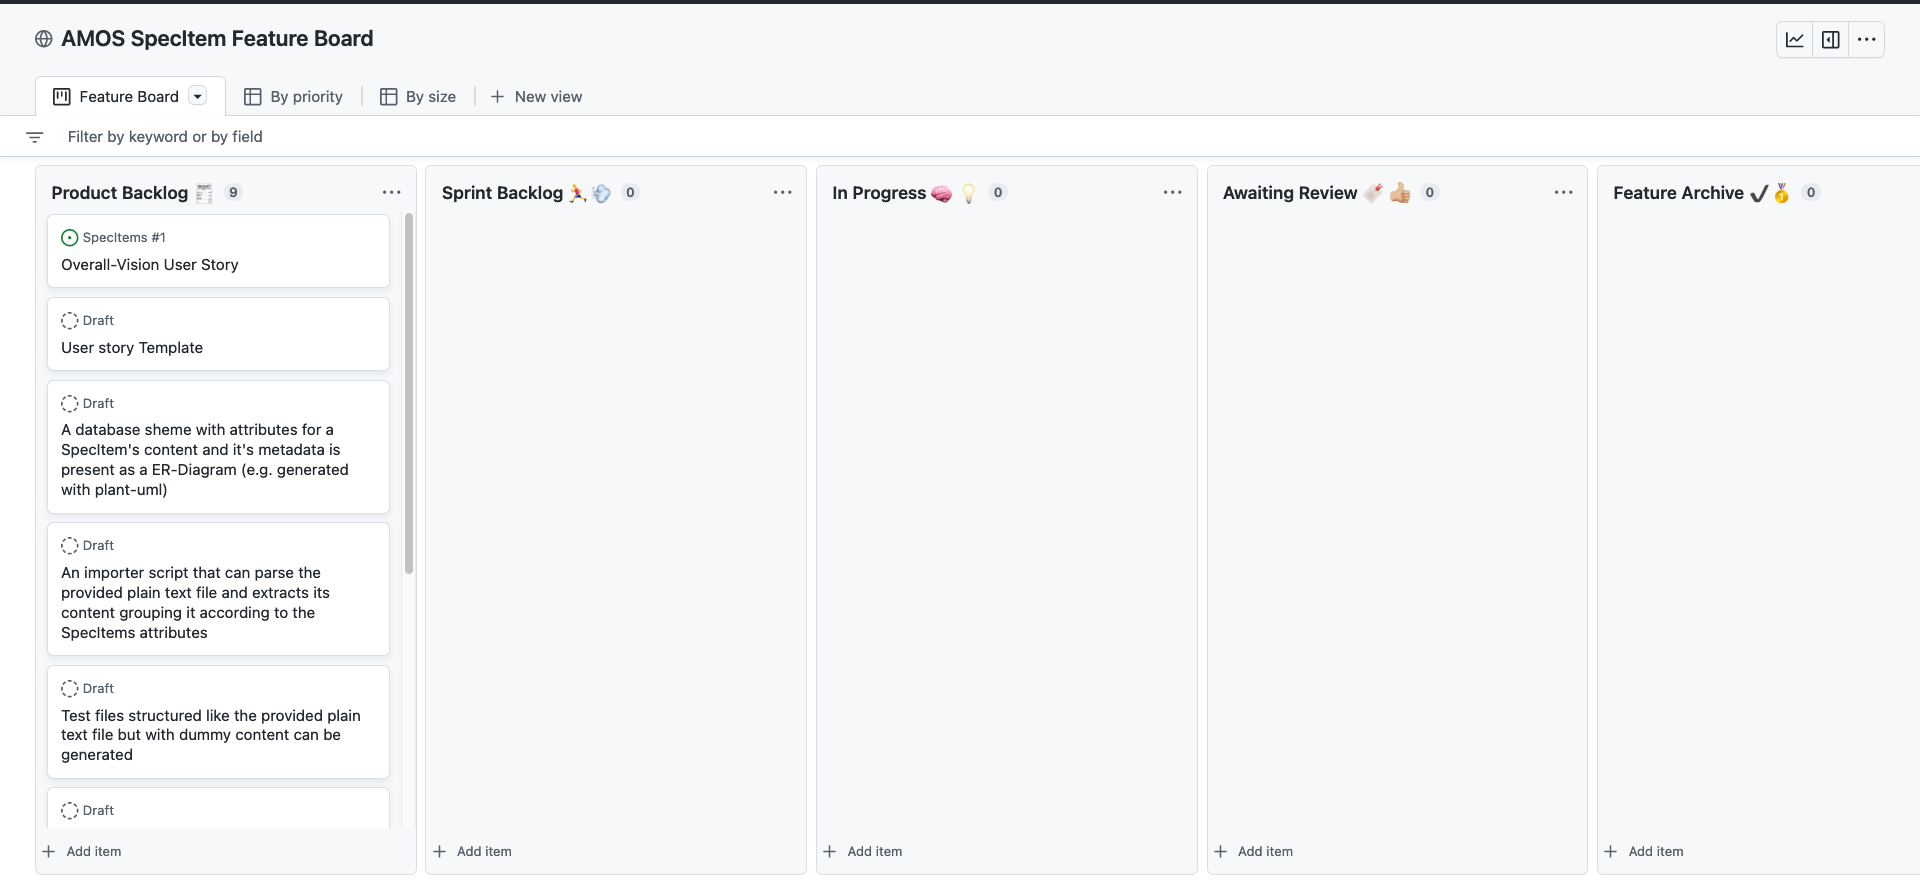 AMOS SpecItem Feature Board
Feature Board
By priority
By size
New view
Filter by keyword or by field
Product Backlog 9
SpecItems #1
Overall-Vision User Story
Draft
User story Template
Draft
A database sheme with attributes for a
SpecItem's content and it's metadata is
present as a ER-Diagram (e.g. generated
with plant-uml)
Draft
An importer script that can parse the
provided plain text file and extracts its
content grouping it according to the
SpecItems attributes
Draft
Test files structured like the provided plain
text file but with dummy content can be
generated
Draft
Add item
Sprint Backlog 0
Add item
In Progress 0
Add item
Awaiting Review 0
Add item
Feature Archive 0
Add item